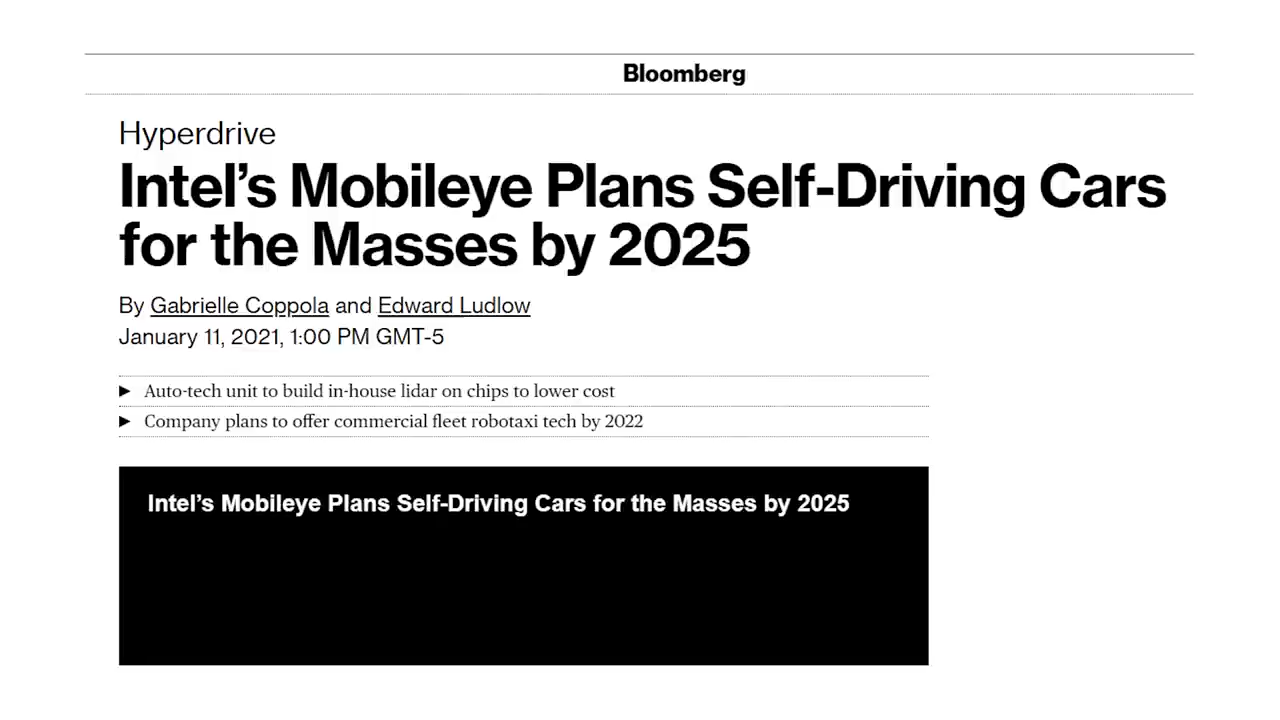 Bloomberg
Hyperdrive
Intel’s Mobileye Plans Self-Driving Cars
for the Masses by 2025
By Gabrielle Coppola and Edward Ludlow
January 11, 2021, 1:00 PM GMT-5
► Auto-tech unit to build in-house lidar on chips to lower cost
► Company plans to offer commercial fleet robotaxi tech by 2022
Intel’s Mobileye Plans Self-Driving Cars for the Masses by 2025